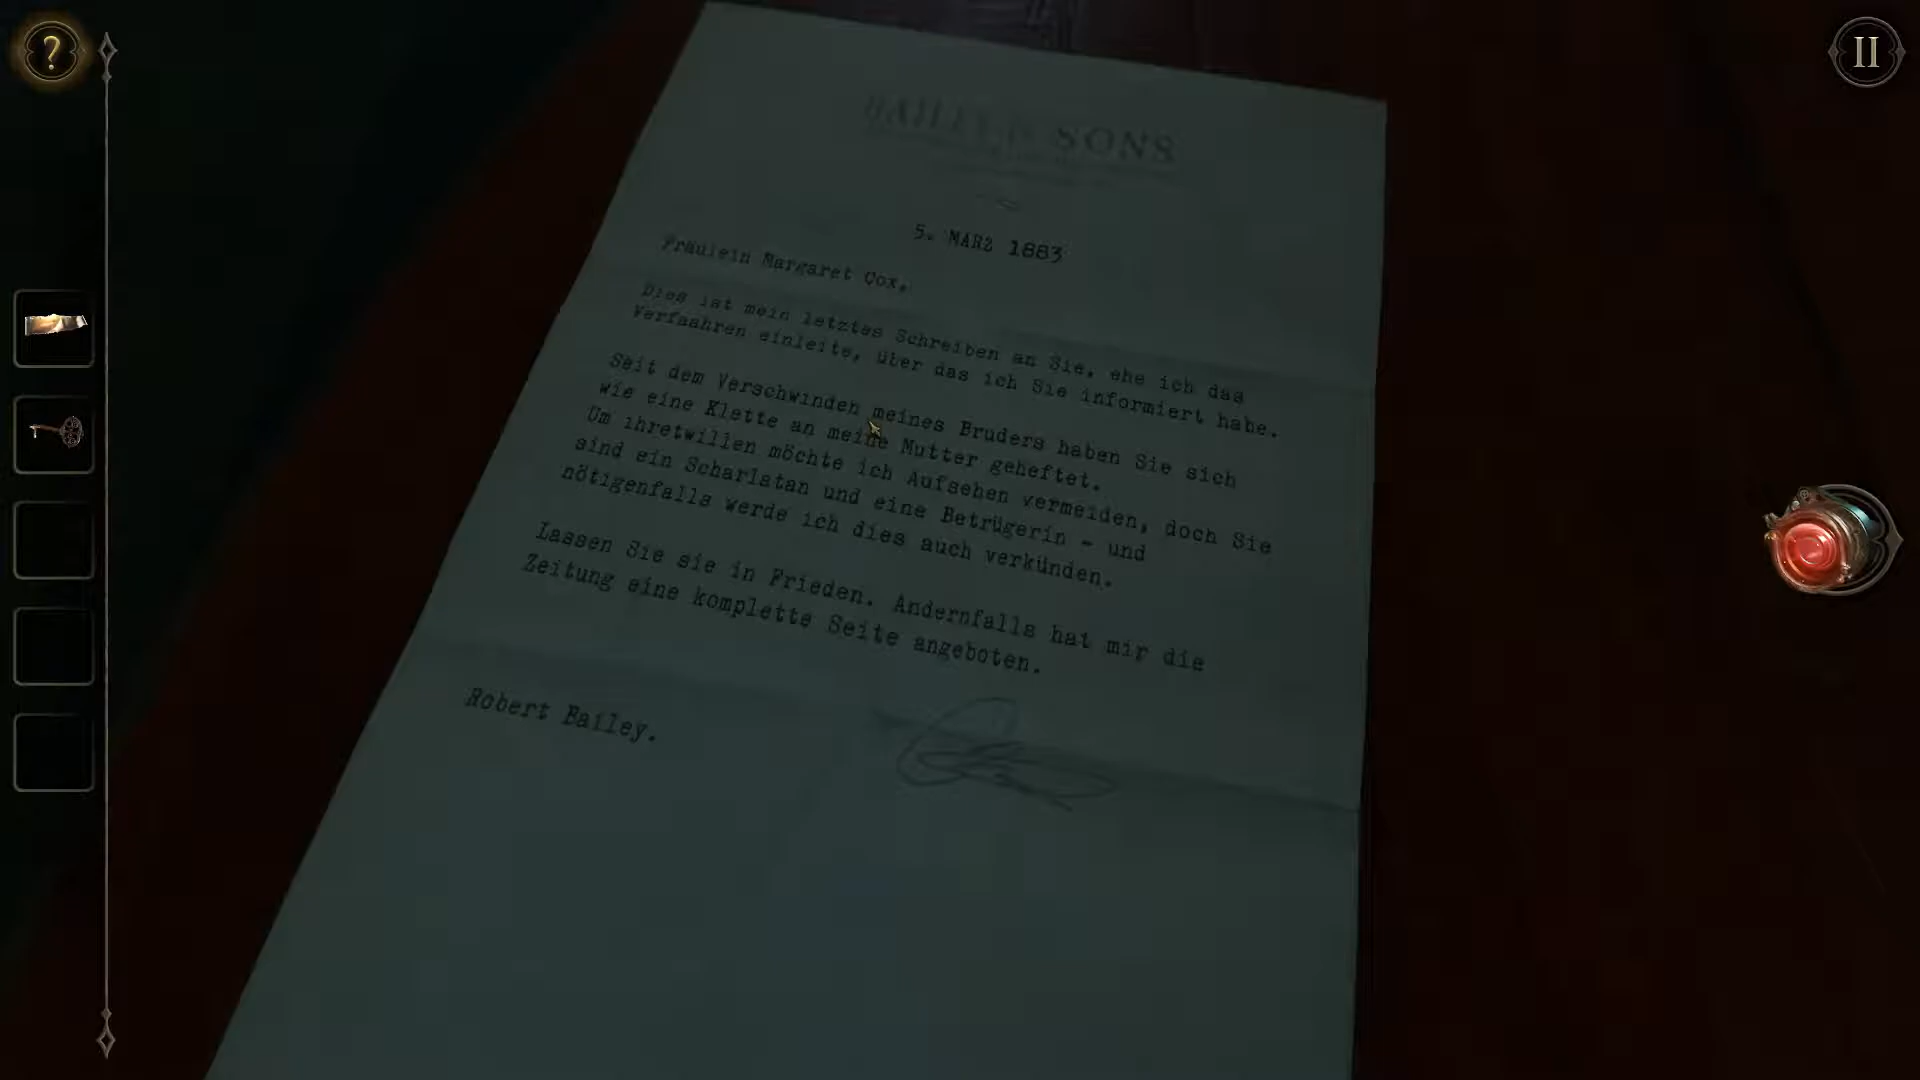 ?
II
BAILEY & SONS
5. MÄRZ 1883
Fräulein Margaret Cox,
Dies ist mein letztes Schreiben an Sie, ehe ich das
Verfaahren einleite, über das ich Sie informiert habe.
Seit dem Verschwinden meines Bruders haben Sie sich
wie eine Klette an meine Mutter geheftet.
Um ihretwillen möchte ich Aufsehen vermeiden, doch Sie
sind ein Scharlatan und eine Betrügerin - und
nötigenfalls werde ich dies auch verkünden.
Lassen Sie sie in Frieden. Andernfalls hat mir die
Zeitung eine komplette Seite angeboten.
Robert Bailey.